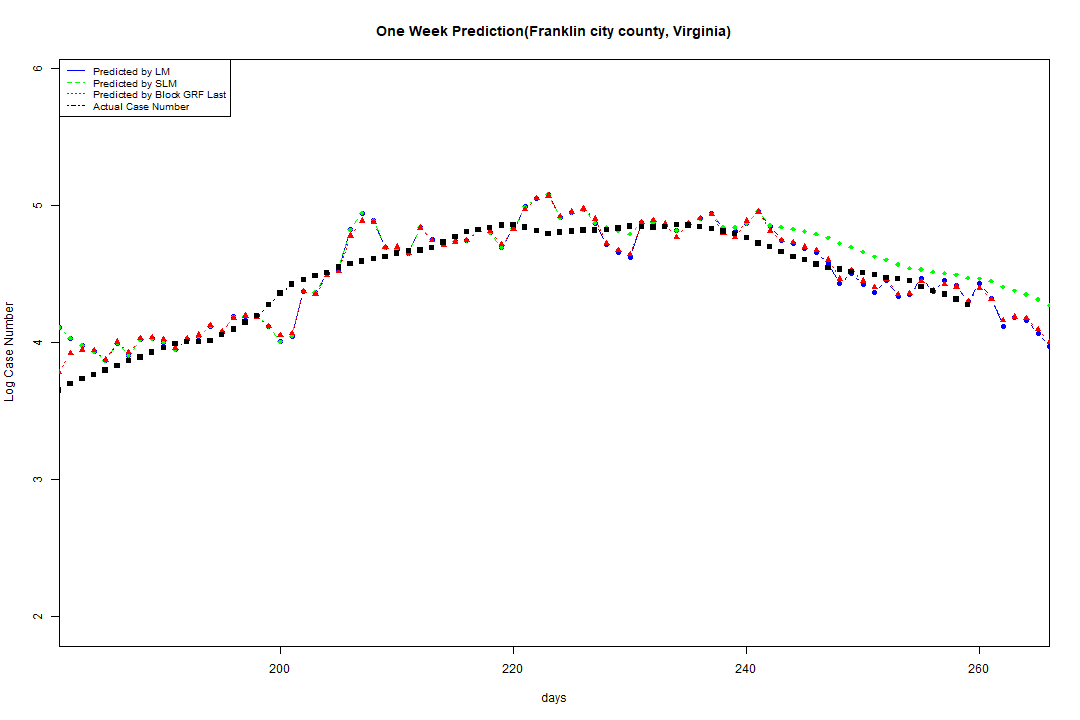 One Week Prediction(Franklin city county, Virginia)
Predicted by LM
Predicted by SLM
Predicted by Block GRF Last
Actual Case Number
6
5
4
3
2
Log Case Number
200 220 240 260
days